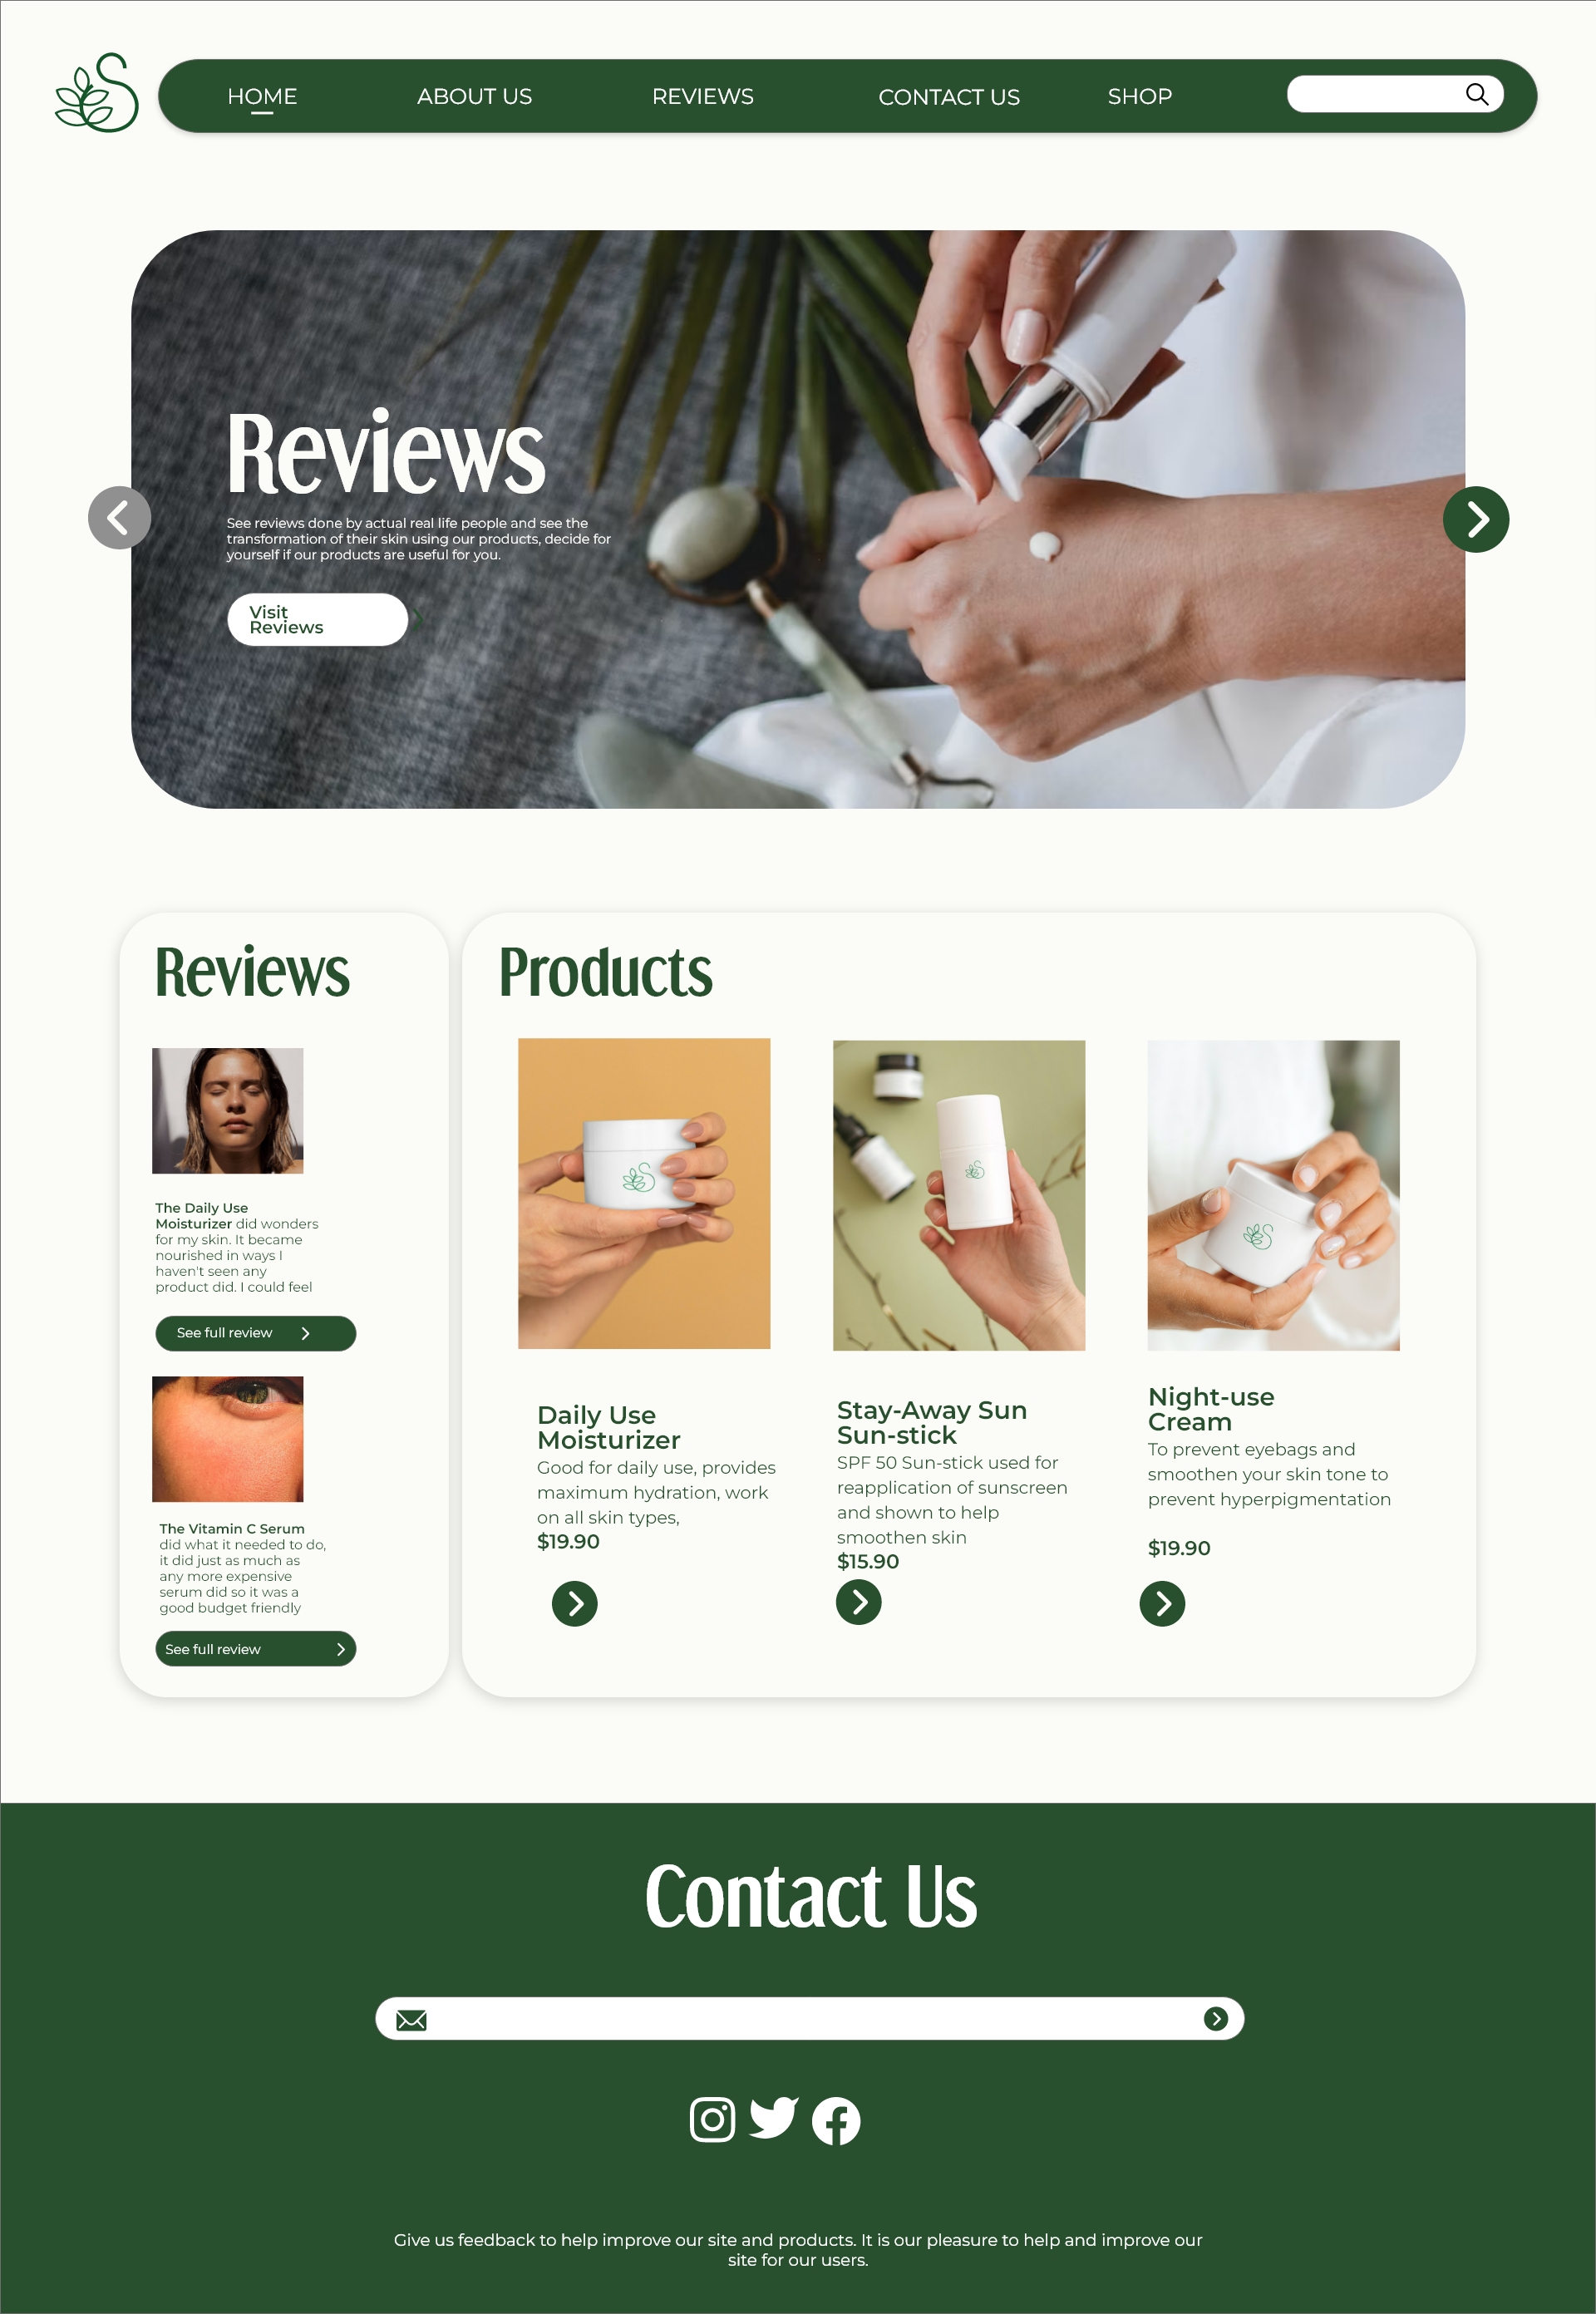 HOME
ABOUT US
REVIEWS
CONTACT US
SHOP
Reviews
See reviews done by actual real life people and see the
transformation of their skin using our products, decide for
yourself if our products are useful for you.
Visit
Reviews
Reviews
The Daily Use
Moisturizer did wonders
for my skin. It became
nourished in ways I
haven't seen any
product did. I could feel
See full review
The Vitamin C Serum
did what it needed to do,
it did just as much as
any more expensive
serum did so it was a
good budget friendly
See full review
Products
Daily Use
Moisturizer
Good for daily use, provides
maximum hydration, work
on all skin types,
$19.90
Stay-Away Sun
Sun-stick
SPF 50 Sun-stick used for
reapplication of sunscreen
and shown to help
smoothen skin
$15.90
Night-use
Cream
To prevent eyebags and
smoothen your skin tone to
prevent hyperpigmentation
$19.90
Contact Us
Give us feedback to help improve our site and products. It is our pleasure to help and improve our
site for our users.